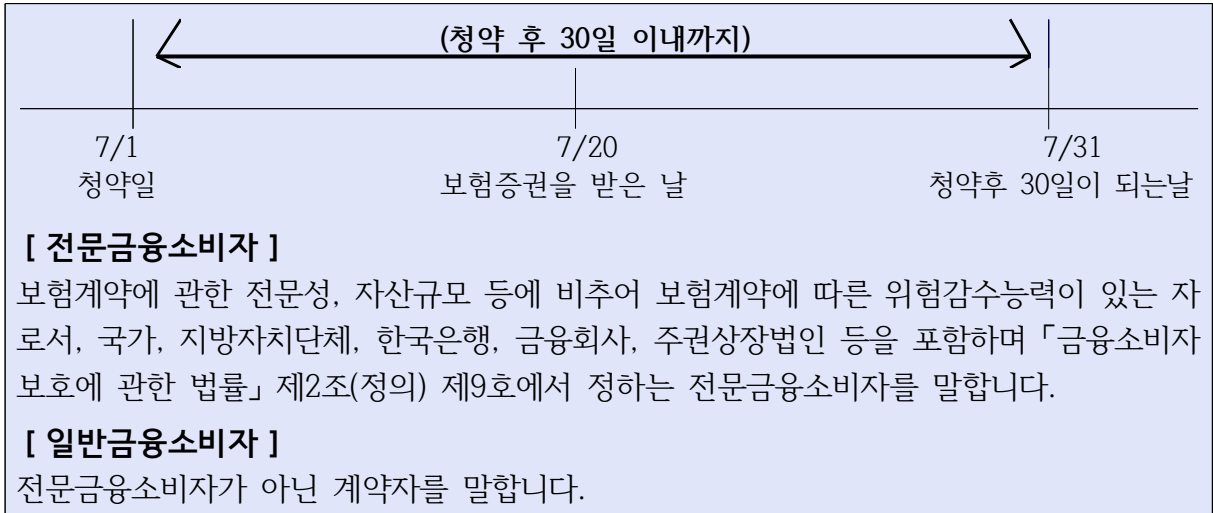 (청약 후 30일 이내까지)
7/1 7/20 7/31
청약일 보험증권을 받은 날 청약후 30일이 되는날
[ 전문금융소비자 ]
보험계약에 관한 전문성, 자산규모 등에 비추어 보험계약에 따른 위험감수능력이 있는 자
로서, 국가, 지방자치단체, 한국은행, 금융회사, 주권상장법인 등을 포함하며 「금융소비자
보호에 관한 법률」 제2조(정의) 제9호에서 정하는 전문금융소비자를 말합니다.
[ 일반금융소비자 ]
전문금융소비자가 아닌 계약자를 말합니다.